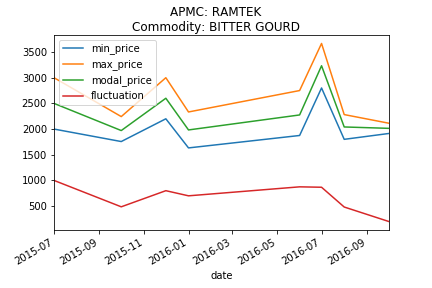 APMC: RAMTEK
Commodity: BITTER GOURD
min_price
max_price
modal_price
fluctuation
3500
3000
2500
2000
1500
1000
500
2015-07
2015-09
2015-11
2016-01
2016-03
2016-05
2016-07
2016-09
date